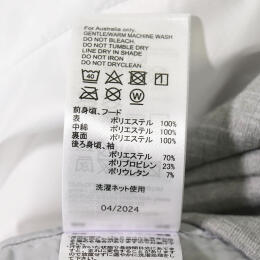 For Australia only,
GENTLE/WARM MACHINE WASH
DO NOT BLEACH.
DO NOT TUMBLE DRY
LINE DRY IN SHADE
DO NOT IRON
DO NOT DRYCLEAN
40
W
前身頃、フード
表 ポリエステル 100%
中綿 ポリエステル 100%
裏面 ポリエステル 100%
後ろ身頃、袖
ポリエステル 70%
ポリプロピレン 23%
ポリウレタン 7%
洗濯ネット使用
04/2024